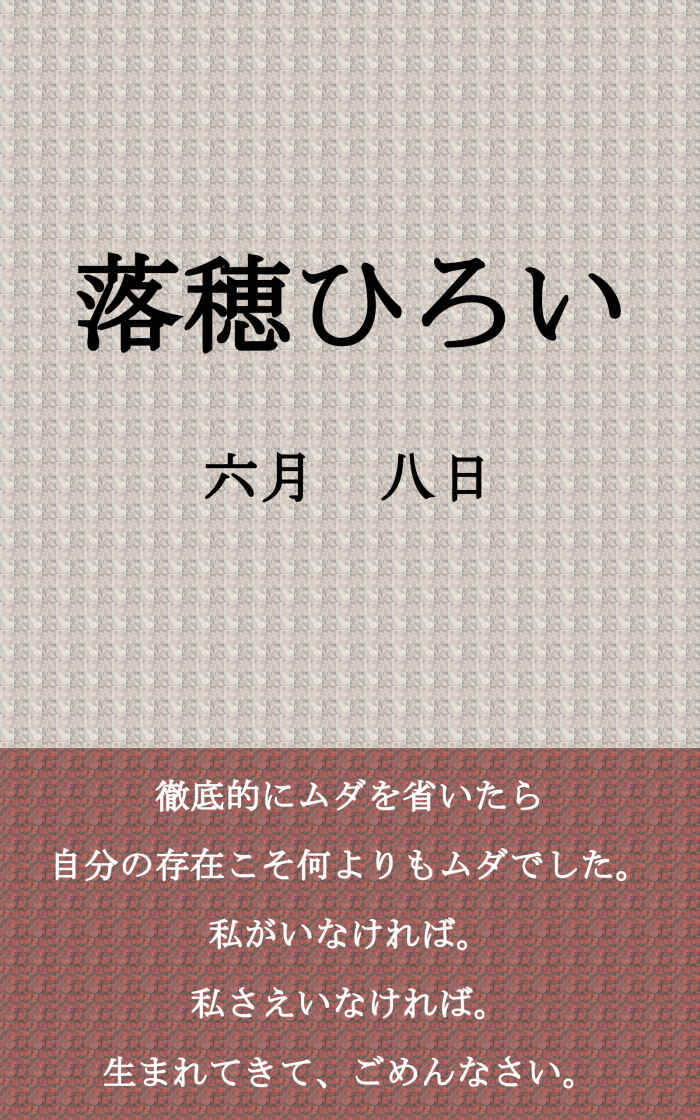 落穂ひろい
六月　八日
徹底的にムダを省いたら
自分の存在こそ何よりもムダでした。
私がいなければ。
私さえいなければ。
生まれてきて、ごめんなさい。